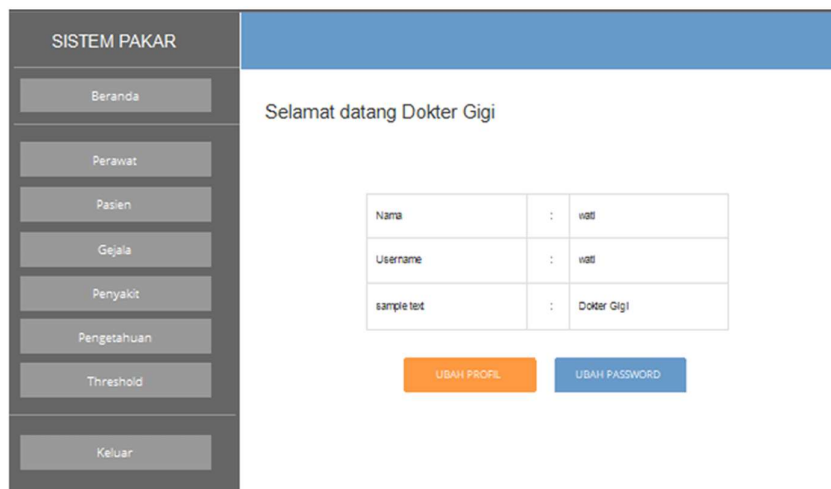 SISTEM PAKAR
Beranda
Perawat
Pasien
Gejala
Penyakit
Pengetahuan
Threshold
Keluar
Selamat datang Dokter Gigi
Nama : wati
Username : wati
sample text : Dokter Gigi
UBAH PROFIL
UBAH PASSWORD